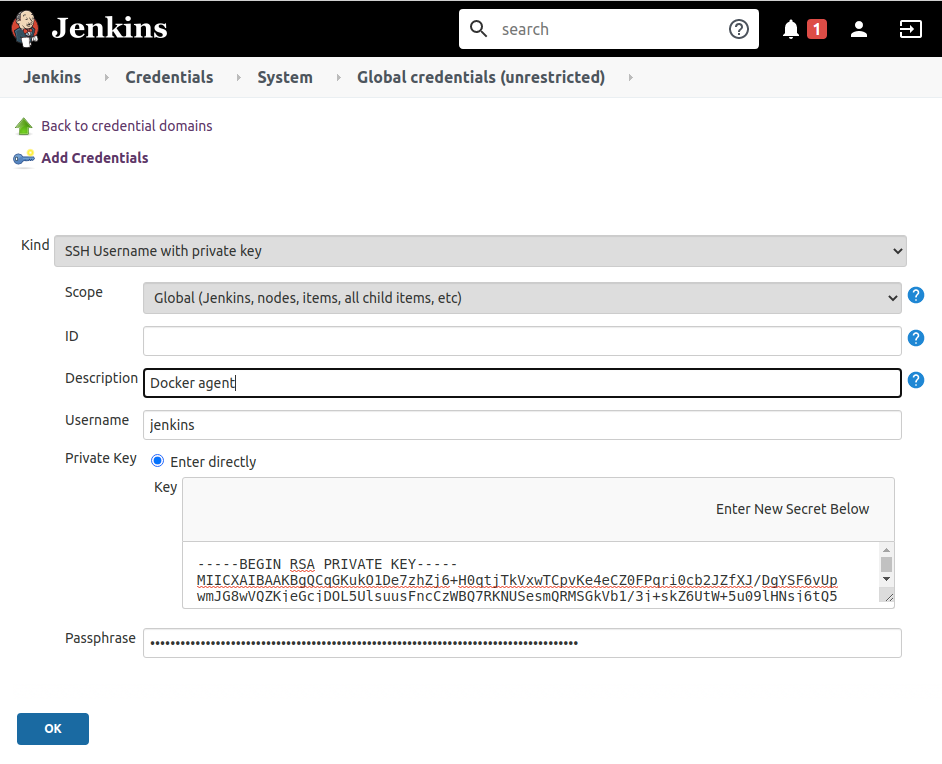 Jenkins
search
1
Jenkins Credentials System Global credentials (unrestricted)
Back to credential domains
Add Credentials
Kind
SSH Username with private key
Scope
Global (Jenkins, nodes, items, all child items, etc)
ID
Description
Docker agent
Username
jenkins
Private Key
Enter directly
Key
Enter New Secret Below
-----BEGIN RSA PRIVATE KEY-----
MIICXAIBAAKBgQCqGKukO1De7zhZj6+H0qtjTkVxwTCpvKe4eCZ0FPqri0cb2JZfXJ/DgYSF6vUp
wmJG8wVQZKjeGcjDOL5UlsuusFncCzWBQ7RKNUSesmQRMSGkVb1/3j+skZ6UtW+5u09lHNsj6tQ5
Passphrase
OK